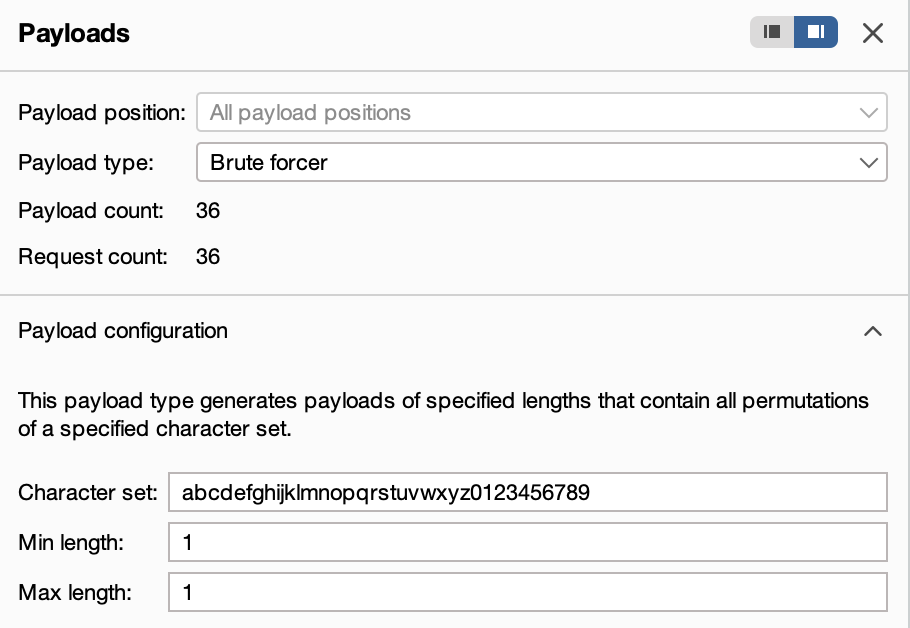 Payloads
Payload position: All payload positions
Payload type: Brute forcer
Payload count: 36
Request count: 36
Payload configuration
This payload type generates payloads of specified lengths that contain all permutations
of a specified character set.
Character set: abcdefghijklmnopqrstuvwxyz0123456789
Min length: 1
Max length: 1